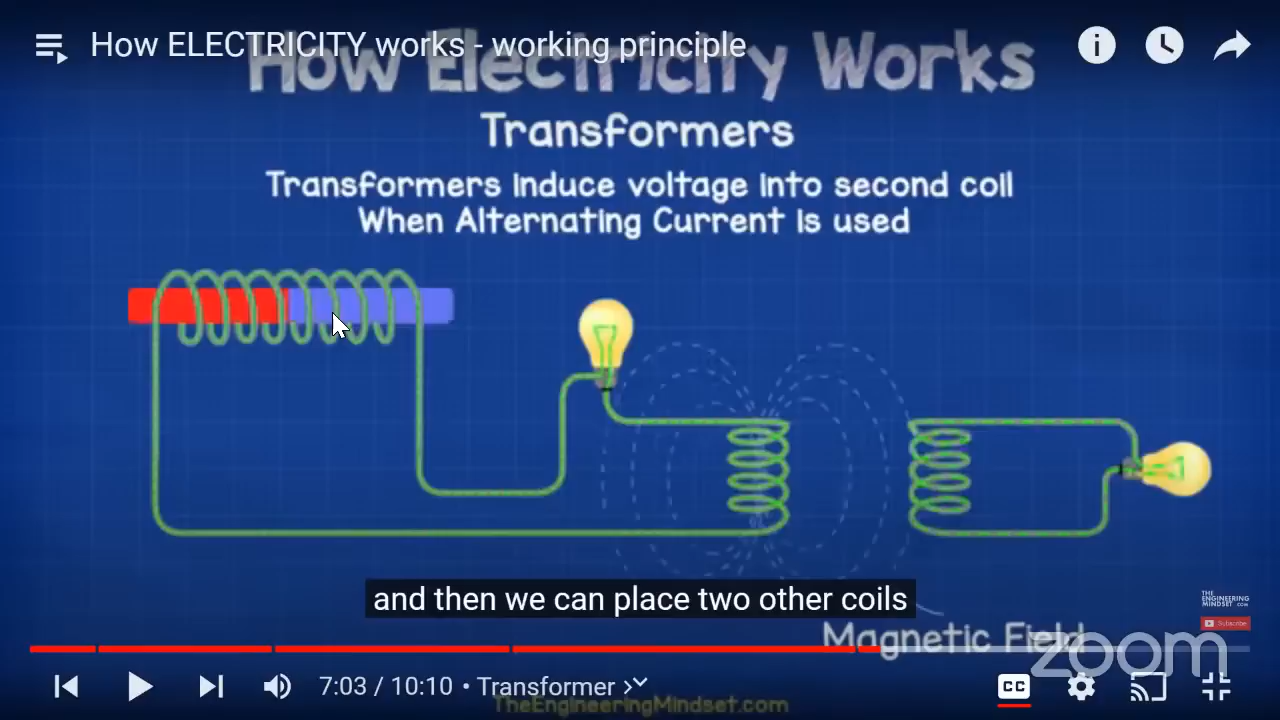 How ELECTRICITY works - working principle
How Electricity Works
Transformers
Transformers induce voltage into second coil
When Alternating Current is used
and then we can place two other coils
THE
ENGINEERING
MINDSET.COM
Subscribe
Magnetic Field
zoom
7:03 / 10:10 • Transformer
CC
TheEngineeringMindset.com